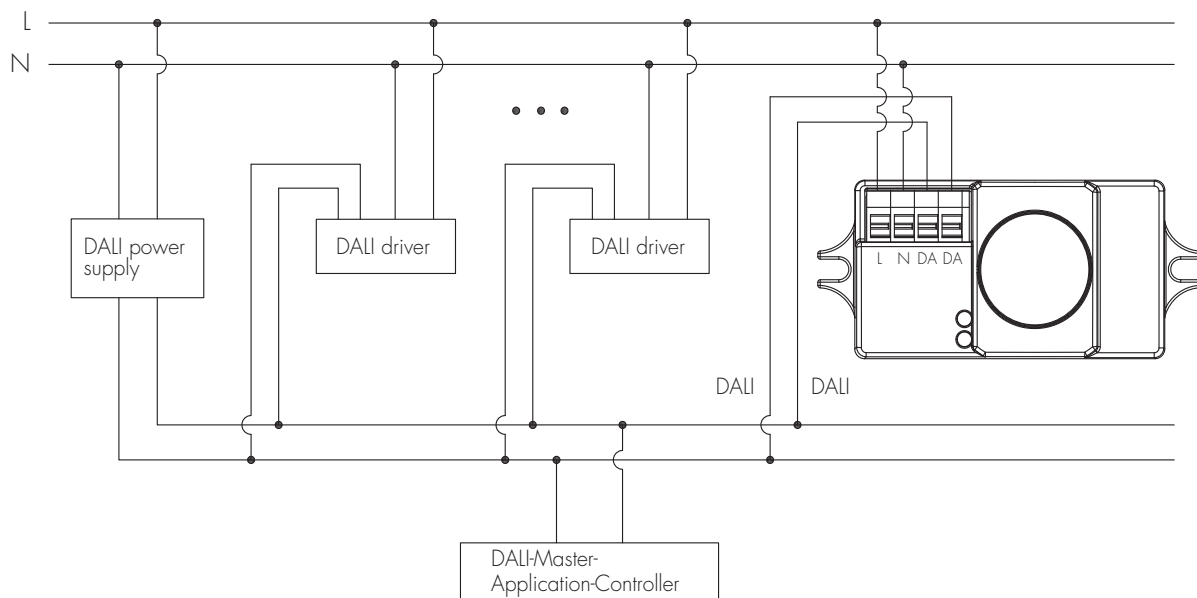 L
N
DALI power
supply
DALI driver
DALI driver
L N DA DA
DALI
DALI
DALI-Master-
Application-Controller